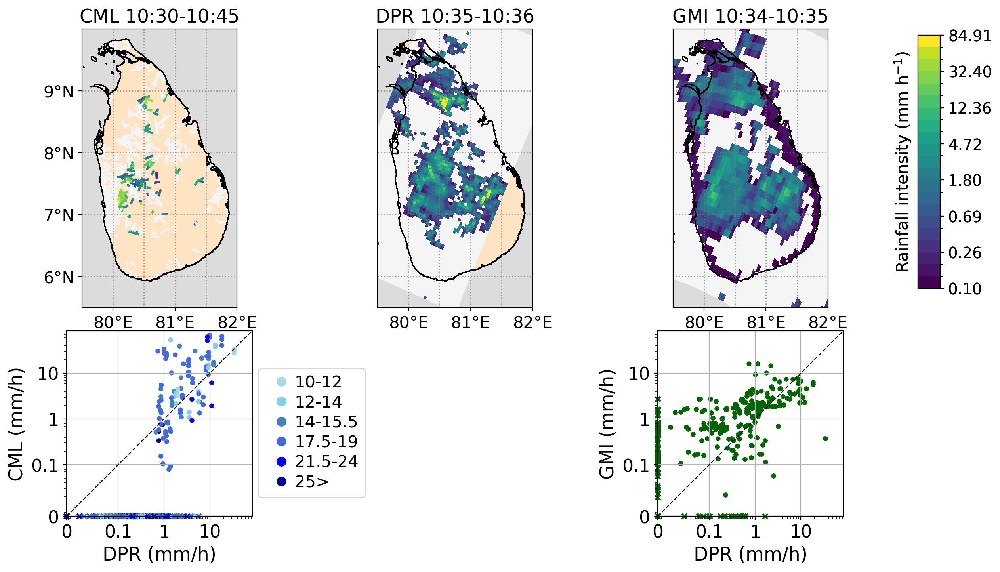 CML 10:30-10:45
DPR 10:35-10:36
GMI 10:34-10:35
9°N
8°N
7°N
6°N
80°E
81°E
82°E
80°E
81°E
82°E
80°E
81°E
82°E
84.91
32.40
12.36
4.72
1.80
0.69
0.26
0.10
Rainfall intensity (mm h⁻¹)
CML (mm/h)
10
1
0.1
0
0
0.1
1
10
DPR (mm/h)
10-12
12-14
14-15.5
17.5-19
21.5-24
25>
GMI (mm/h)
10
1
0.1
0
0
0.1
1
10
DPR (mm/h)